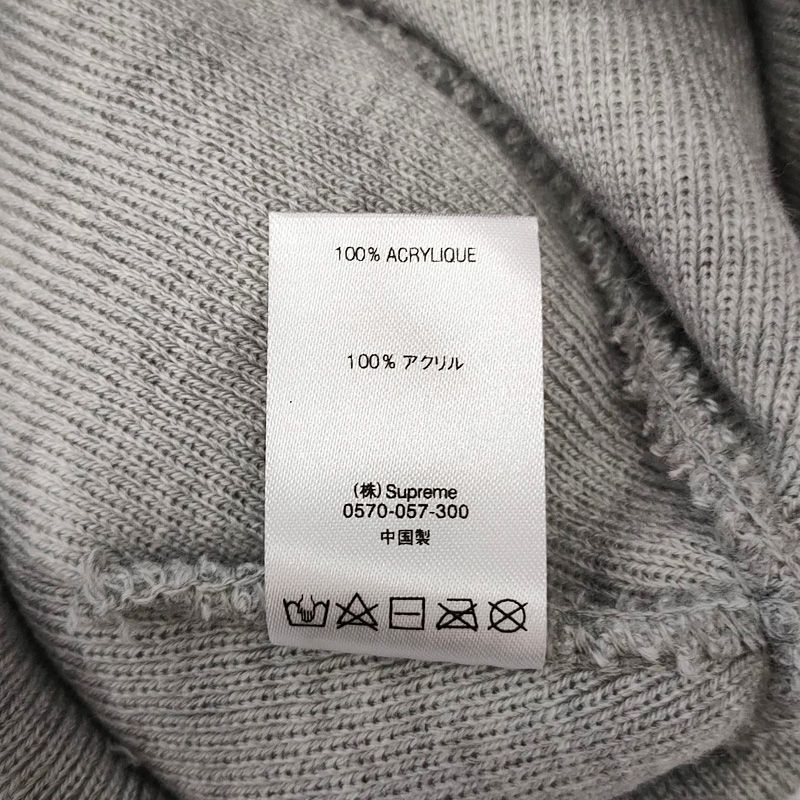 100% ACRYLIQUE
100% アクリル
(株) Supreme
0570-057-300
中国製